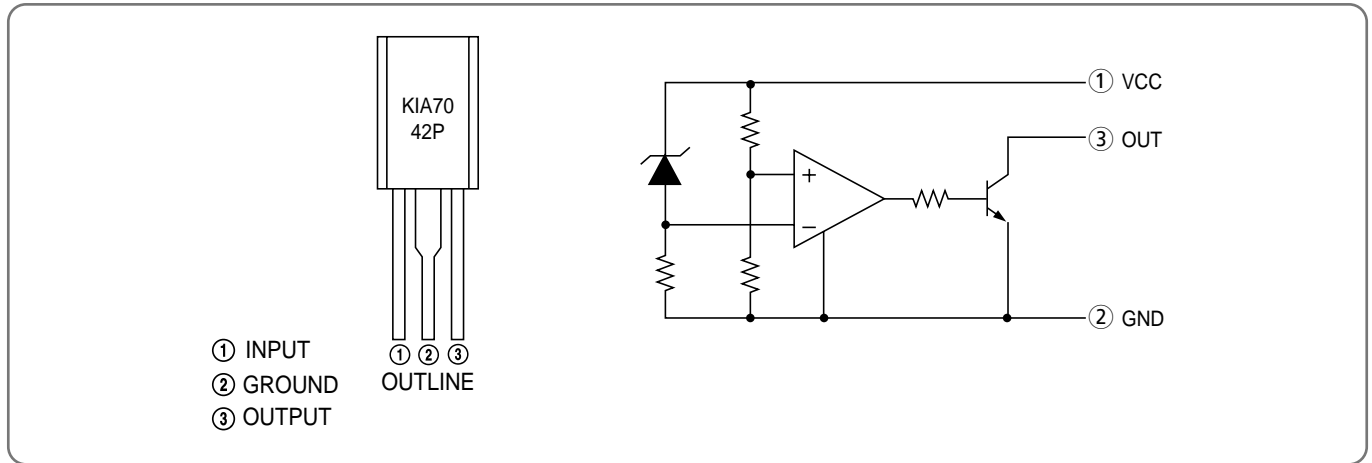 KIA70
42P
① INPUT
② GROUND
③ OUTPUT
① ② ③
OUTLINE
+
−
① VCC
③ OUT
② GND